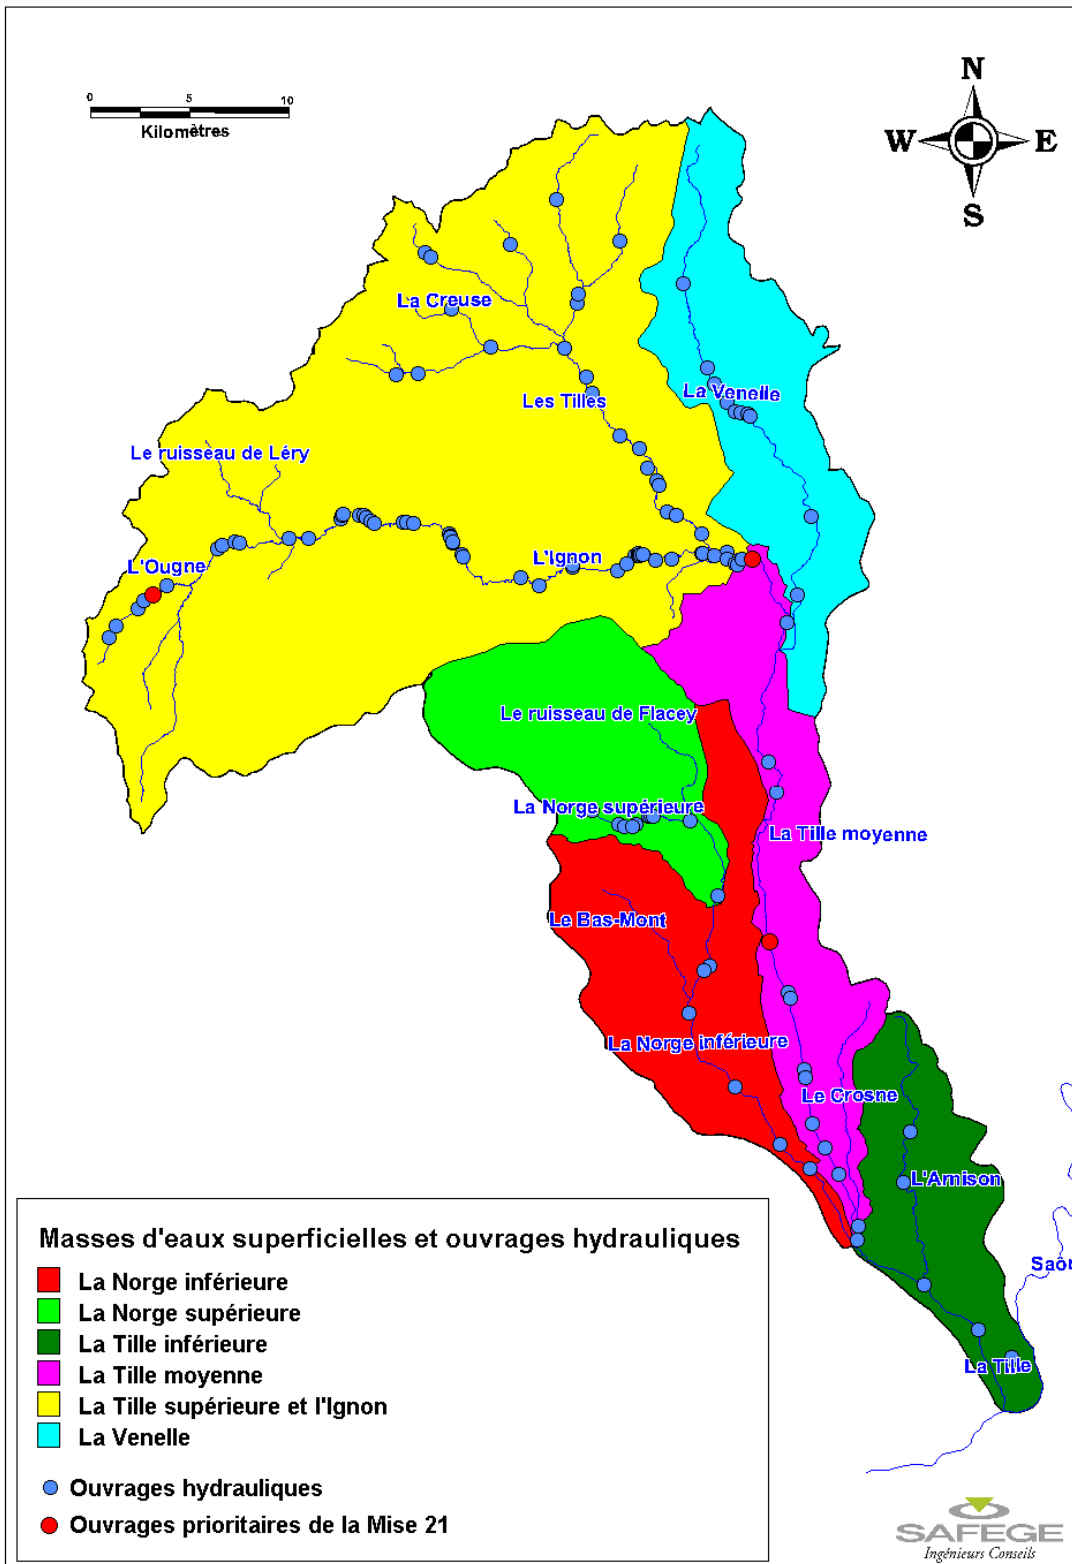 0 5 10
Kilomètres
N
W E
S
La Creuse
Les Tilles
La Venelle
Le ruisseau de Léry
L'Ignon
L'Ougne
Le ruisseau de Flacey
La Norge supérieure
La Tille moyenne
Le Bas-Mont
La Norge inférieure
Le Crosne
L'Arnison
Saôn
La Tille
Masses d'eaux superficielles et ouvrages hydrauliques
La Norge inférieure
La Norge supérieure
La Tille inférieure
La Tille moyenne
La Tille supérieure et l'Ignon
La Venelle
Ouvrages hydrauliques
Ouvrages prioritaires de la Mise 21
SAFEGE
Ingénieurs Conseils